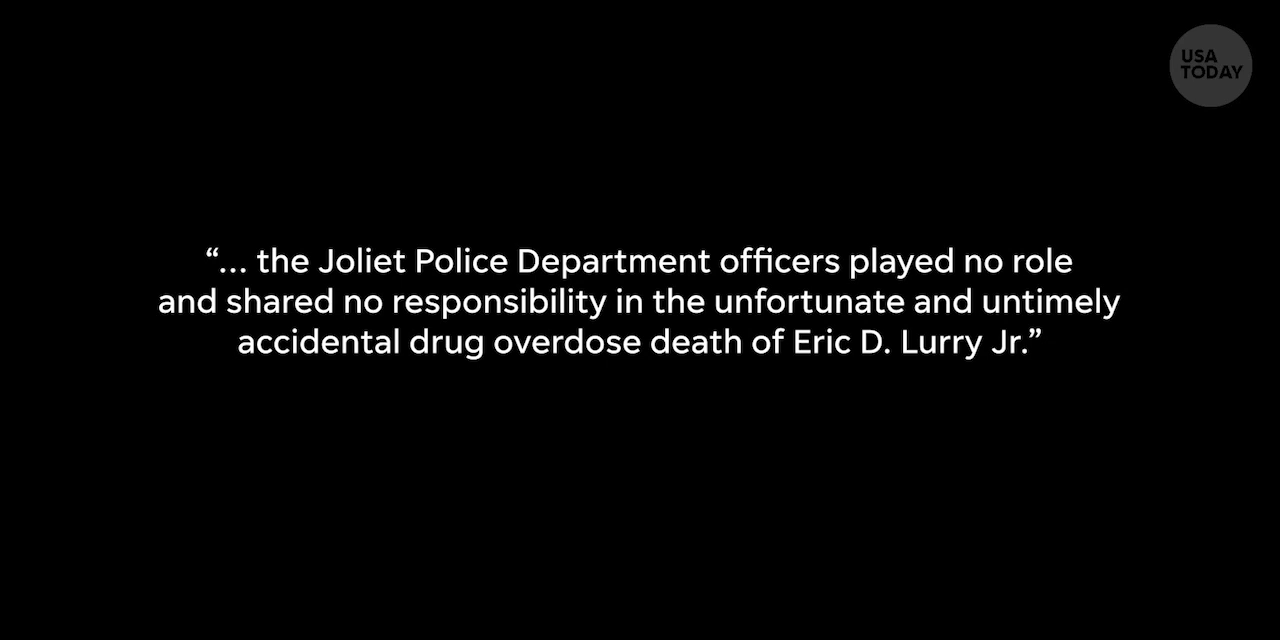 USA
TODAY
“... the Joliet Police Department officers played no role
and shared no responsibility in the unfortunate and untimely
accidental drug overdose death of Eric D. Lurry Jr.”